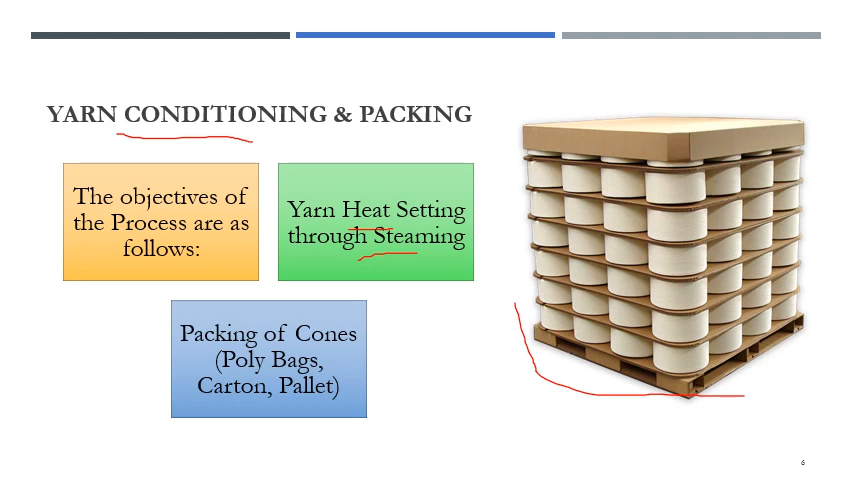 YARN CONDITIONING & PACKING
The objectives of
the Process are as
follows:
Yarn Heat Setting
through Steaming
Packing of Cones
(Poly Bags,
Carton, Pallet)
6